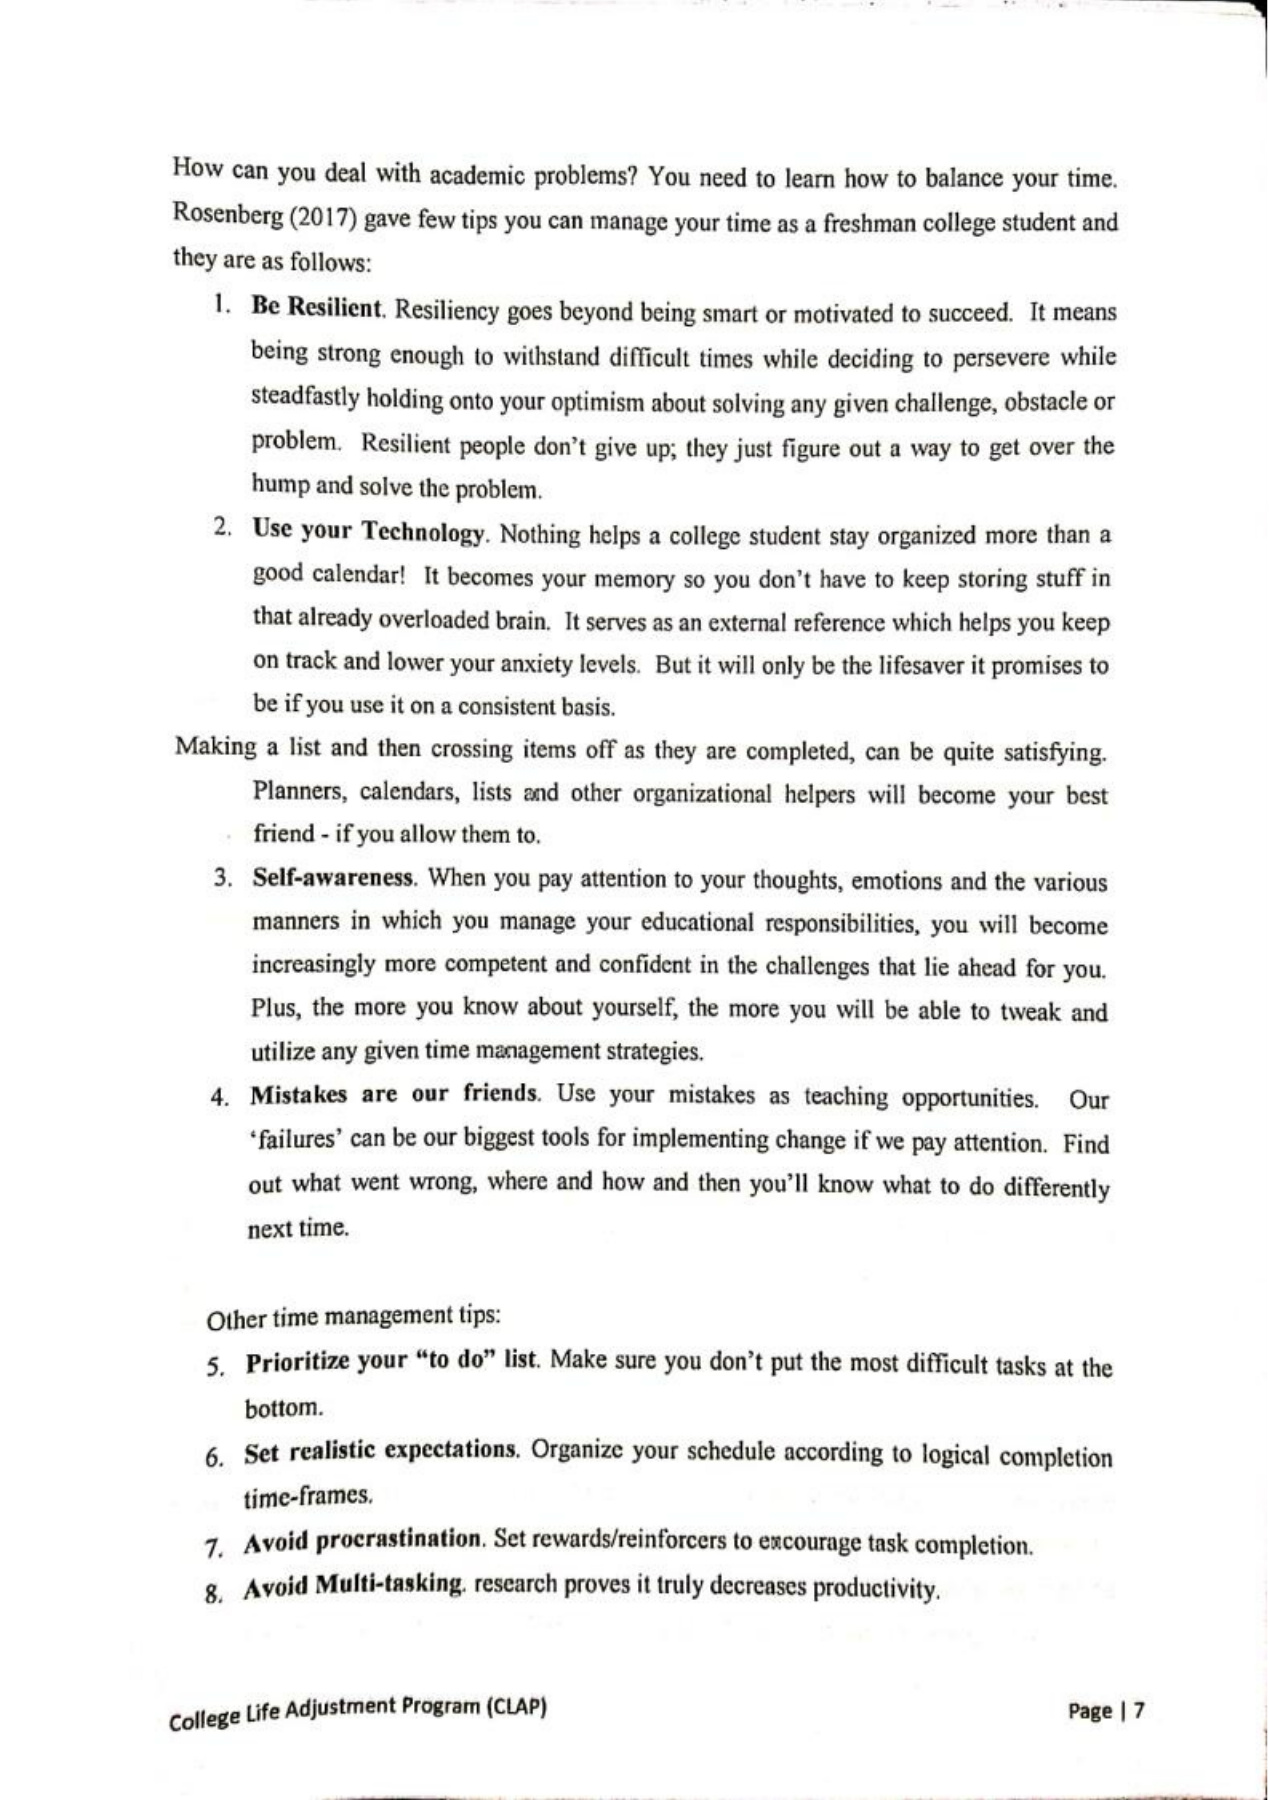 How can you deal with academic problems? You need to learn how to balance your time.
Rosenberg (2017) gave few tips you can manage your time as a freshman college student and
they are as follows:
1. Be Resilient. Resiliency goes beyond being smart or motivated to succeed. It means
being strong enough to withstand difficult times while deciding to persevere while
steadfastly holding onto your optimism about solving any given challenge, obstacle or
problem. Resilient people don't give up; they just figure out a way to get over the
hump and solve the problem.
2. Use your Technology. Nothing helps a college student stay organized more than a
good calendar! It becomes your memory so you don't have to keep storing stuff in
that already overloaded brain. It serves as an external reference which helps you keep
on track and lower your anxiety levels. But it will only be the lifesaver it promises to
be if you use it on a consistent basis.
Making a list and then crossing items off as they are completed, can be quite satisfying.
Planners, calendars, lists and other organizational helpers will become your best
friend - if you allow them to.
3. Self-awareness. When you pay attention to your thoughts, emotions and the various
manners in which you manage your educational responsibilities, you will become
increasingly more competent and confident in the challenges that lie ahead for you.
Plus, the more you know about yourself, the more you will be able to tweak and
utilize any given time management strategies.
4. Mistakes are our friends. Use your mistakes as teaching opportunities. Our
'failures' can be our biggest tools for implementing change if we pay attention. Find
out what went wrong, where and how and then you'll know what to do differently
next time.
Other time management tips:
5. Prioritize your "to do" list. Make sure you don't put the most difficult tasks at the
bottom.
6. Set realistic expectations. Organize your schedule according to logical completion
time-frames.
7. Avoid procrastination. Set rewards/reinforcers to encourage task completion.
8. Avoid Multi-tasking. research proves it truly decreases productivity.
College Life Adjustment Program (CLAP)
Page | 7